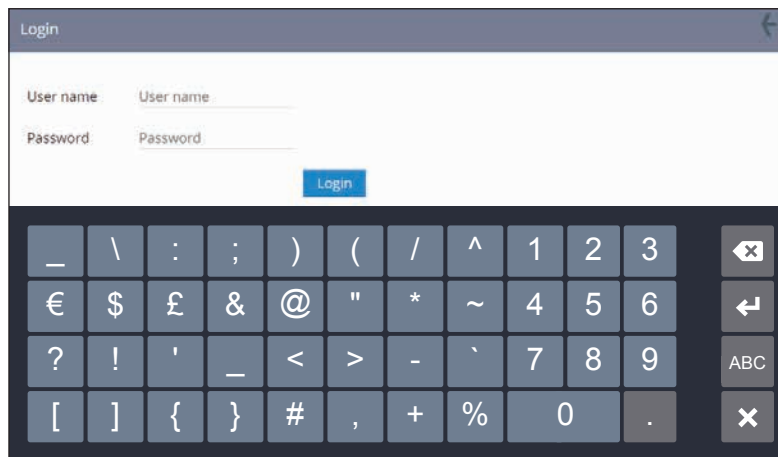 Login
User name User name
Password Password
Login
_ \ : ; ) ( / ^ 1 2 3
€ $ £ & @ " * ~ 4 5 6
? ! ' _ < > - ` 7 8 9 ABC
[ ] { } # , + % 0 .